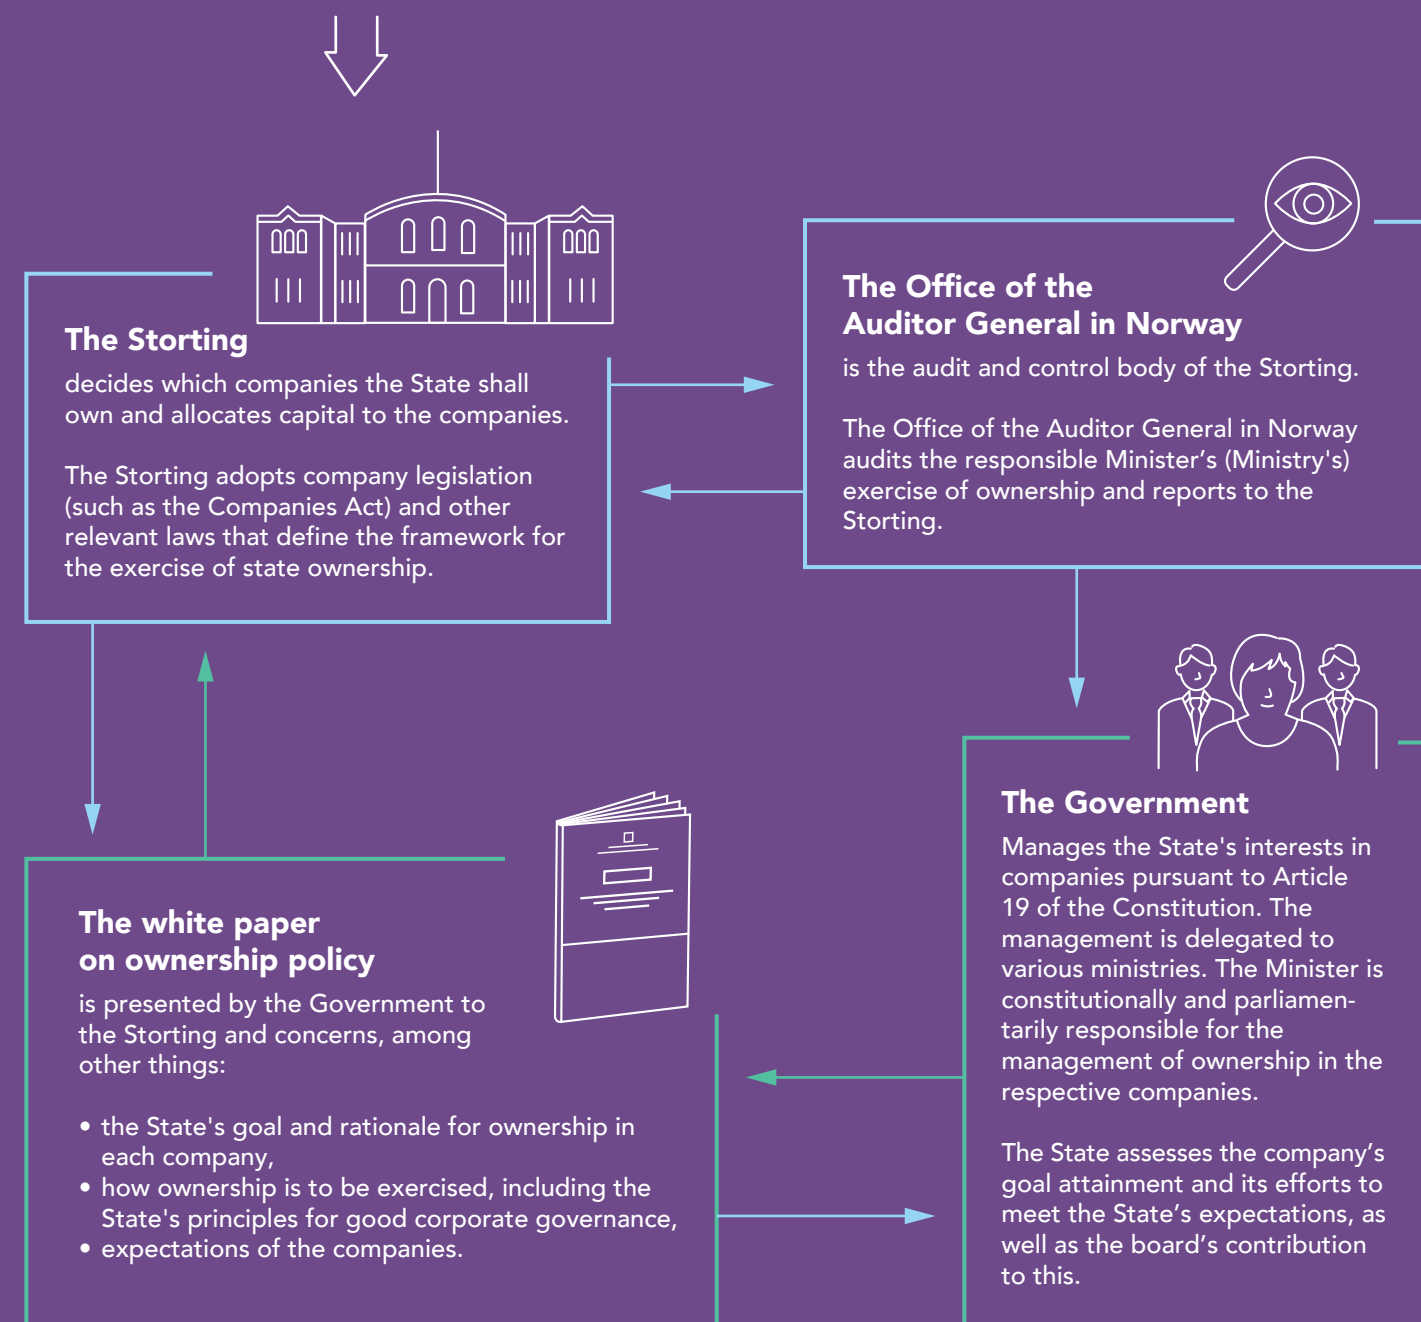 The Storting
decides which companies the State shall
own and allocates capital to the companies.
The Storting adopts company legislation
(such as the Companies Act) and other
relevant laws that define the framework for
the exercise of state ownership.
The Office of the
Auditor General in Norway
is the audit and control body of the Storting.
The Office of the Auditor General in Norway
audits the responsible Minister’s (Ministry's)
exercise of ownership and reports to the
Storting.
The white paper
on ownership policy
is presented by the Government to
the Storting and concerns, among
other things:
• the State's goal and rationale for ownership in
each company,
• how ownership is to be exercised, including the
State's principles for good corporate governance,
• expectations of the companies.
The Government
Manages the State's interests in
companies pursuant to Article
19 of the Constitution. The
management is delegated to
various ministries. The Minister is
constitutionally and parliamen-
tarily responsible for the
management of ownership in the
respective companies.
The State assesses the company’s
goal attainment and its efforts to
meet the State’s expectations, as
well as the board’s contribution
to this.